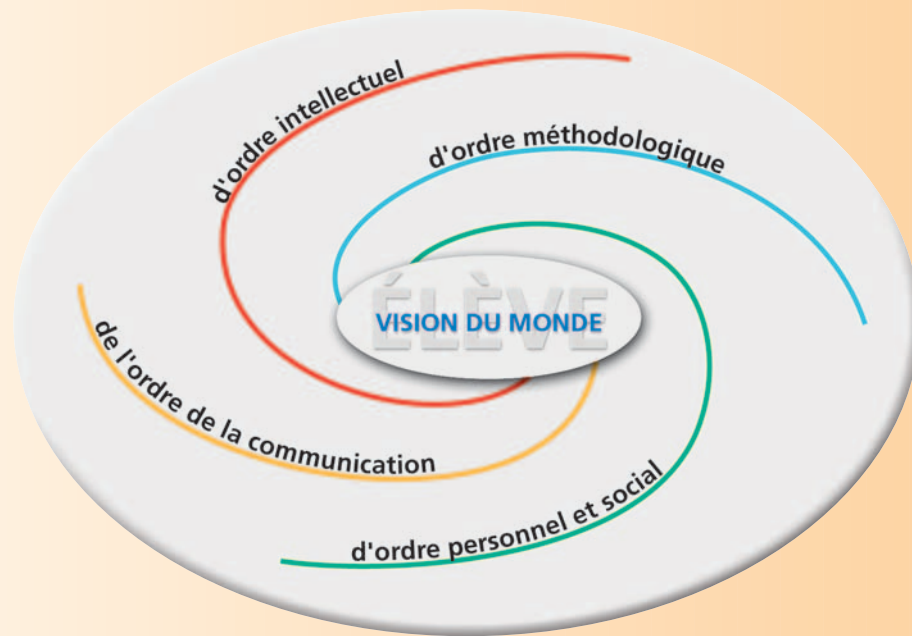 d'ordre intellectuel
d'ordre méthodologique
ÉLÈVE
VISION DU MONDE
de l'ordre de la communication
d'ordre personnel et social